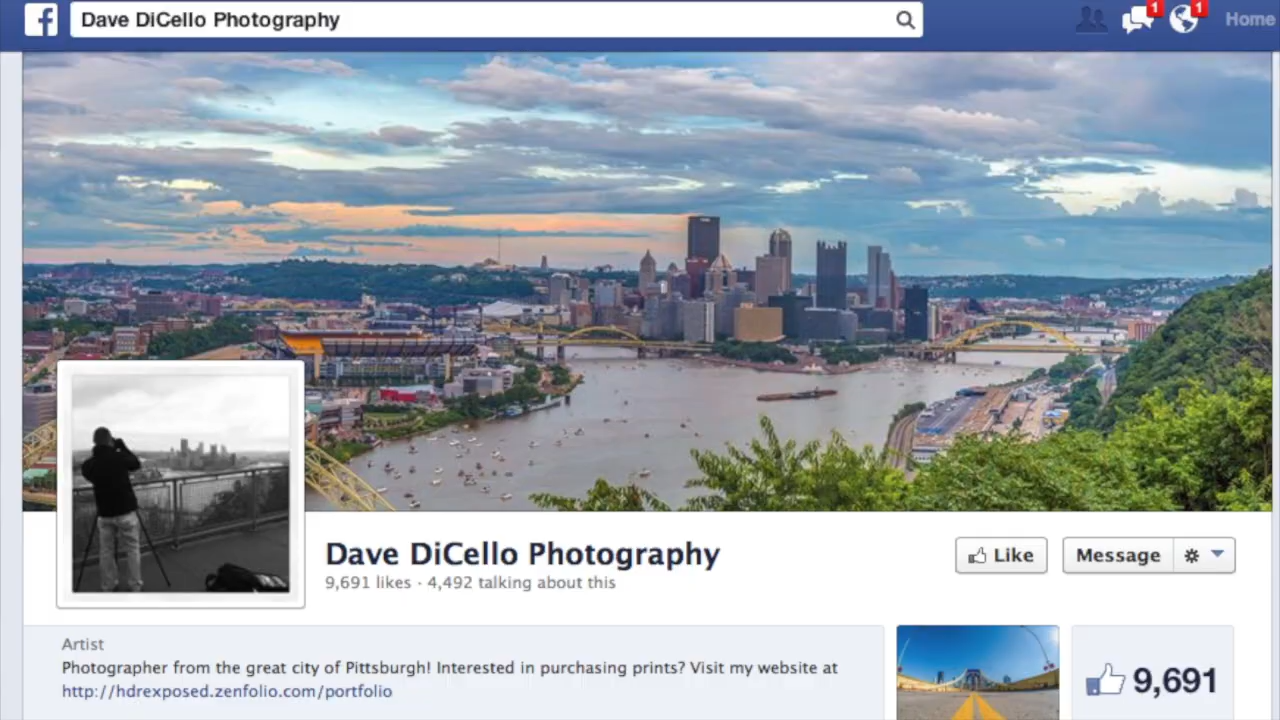 f Dave DiCello Photography
1 1 Home
Dave DiCello Photography
9,691 likes · 4,492 talking about this
Like Message
Artist
Photographer from the great city of Pittsburgh! Interested in purchasing prints? Visit my website at
http://hdrexposed.zenfolio.com/portfolio
9,691